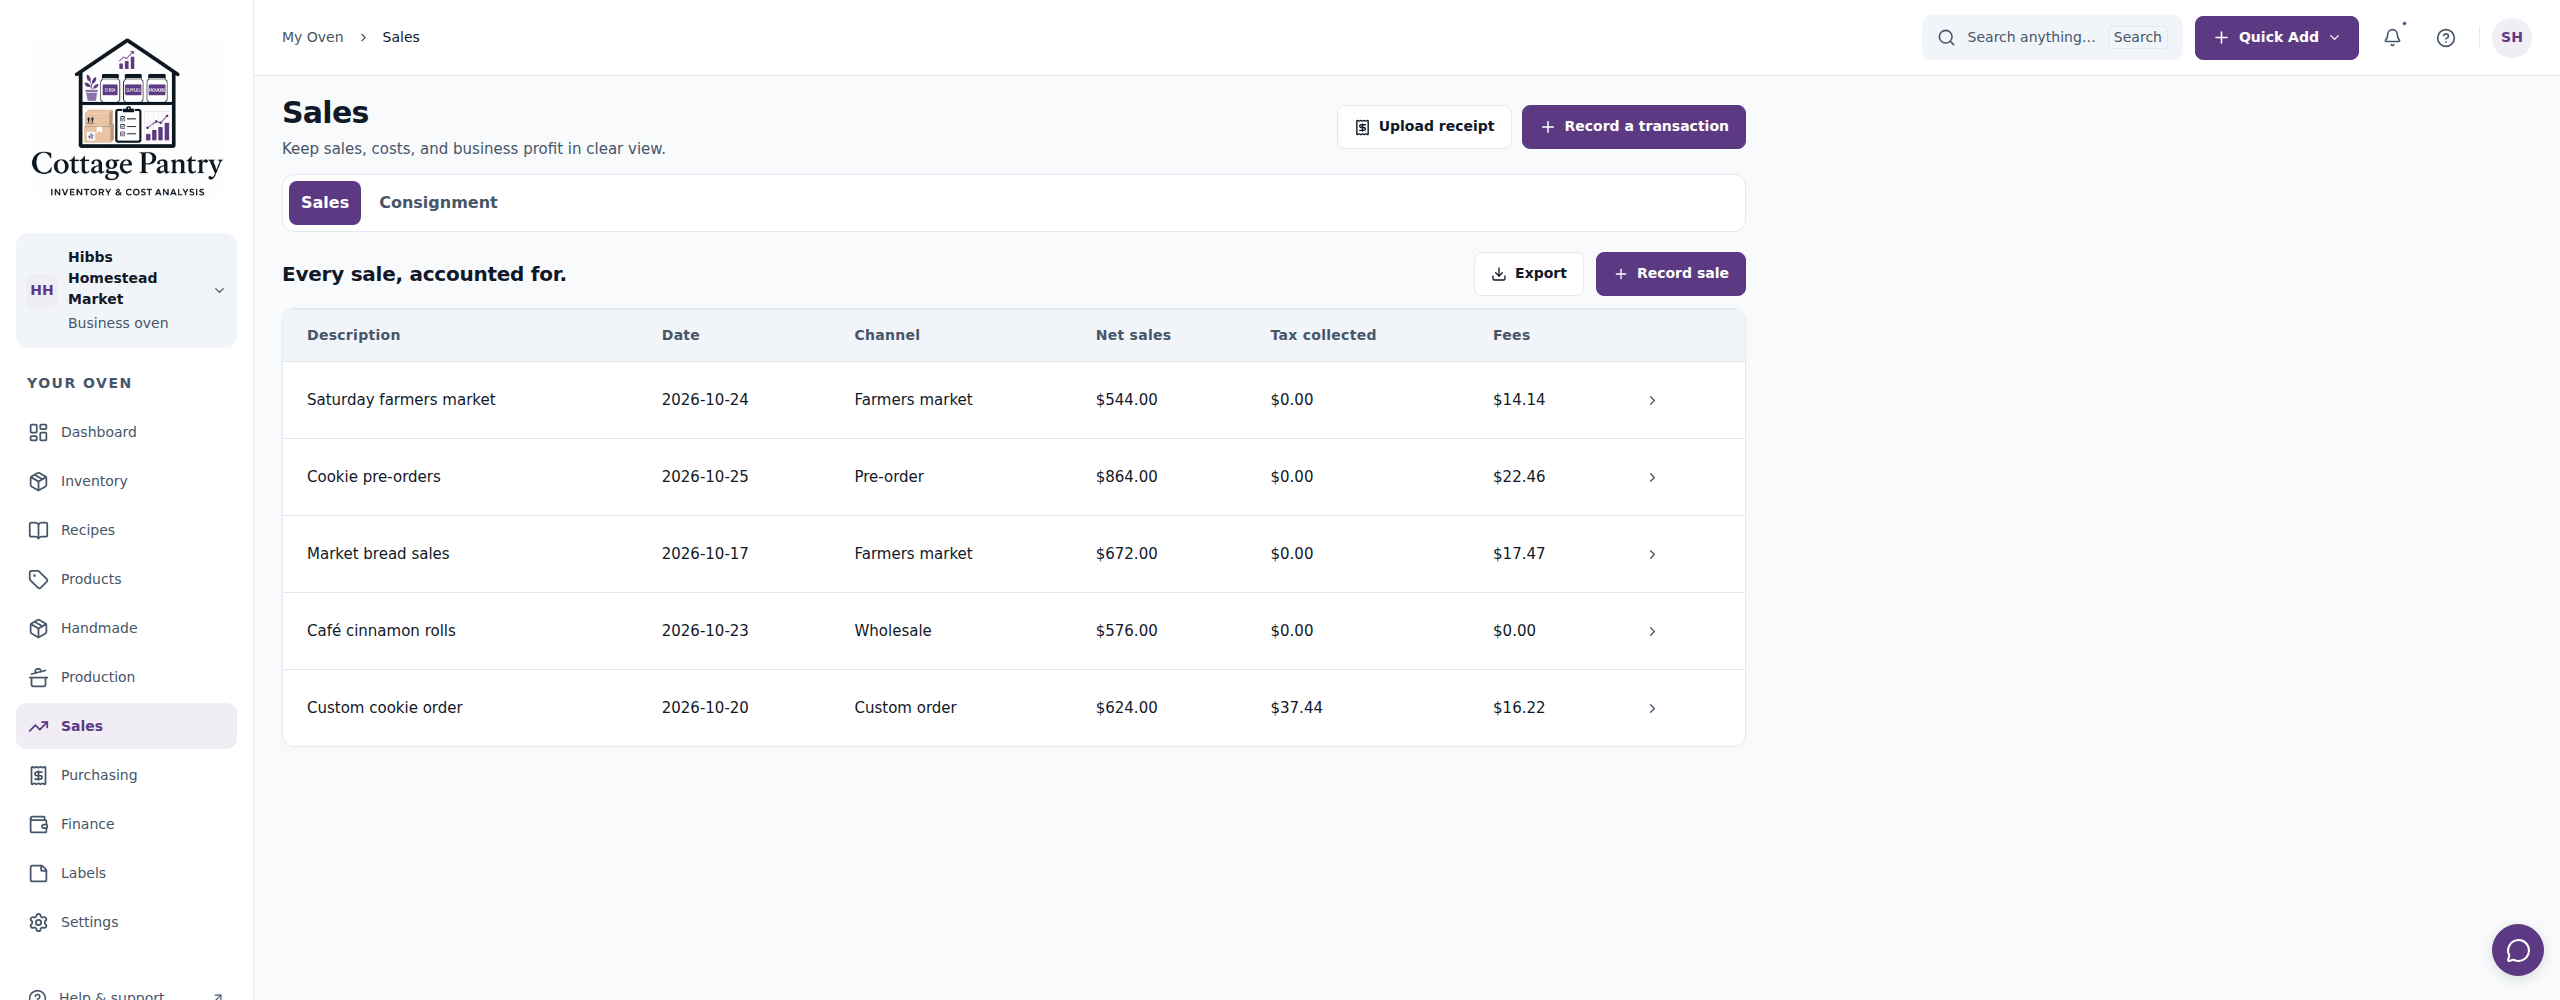 My Oven
Sales
Search anything...
Search
Quick Add
SH
Cottage Pantry
INVENTORY & COST ANALYSIS
HH
Hibbs
Homestead
Market
Business oven
YOUR OVEN
Dashboard
Inventory
Recipes
Products
Handmade
Production
Sales
Purchasing
Finance
Labels
Settings
Help & support
Sales
Keep sales, costs, and business profit in clear view.
Upload receipt
Record a transaction
Sales Consignment
Every sale, accounted for.
Export
Record sale
Description Date Channel Net sales Tax collected Fees
Saturday farmers market 2026-10-24 Farmers market $544.00 $0.00 $14.14
Cookie pre-orders 2026-10-25 Pre-order $864.00 $0.00 $22.46
Market bread sales 2026-10-17 Farmers market $672.00 $0.00 $17.47
Café cinnamon rolls 2026-10-23 Wholesale $576.00 $0.00 $0.00
Custom cookie order 2026-10-20 Custom order $624.00 $37.44 $16.22